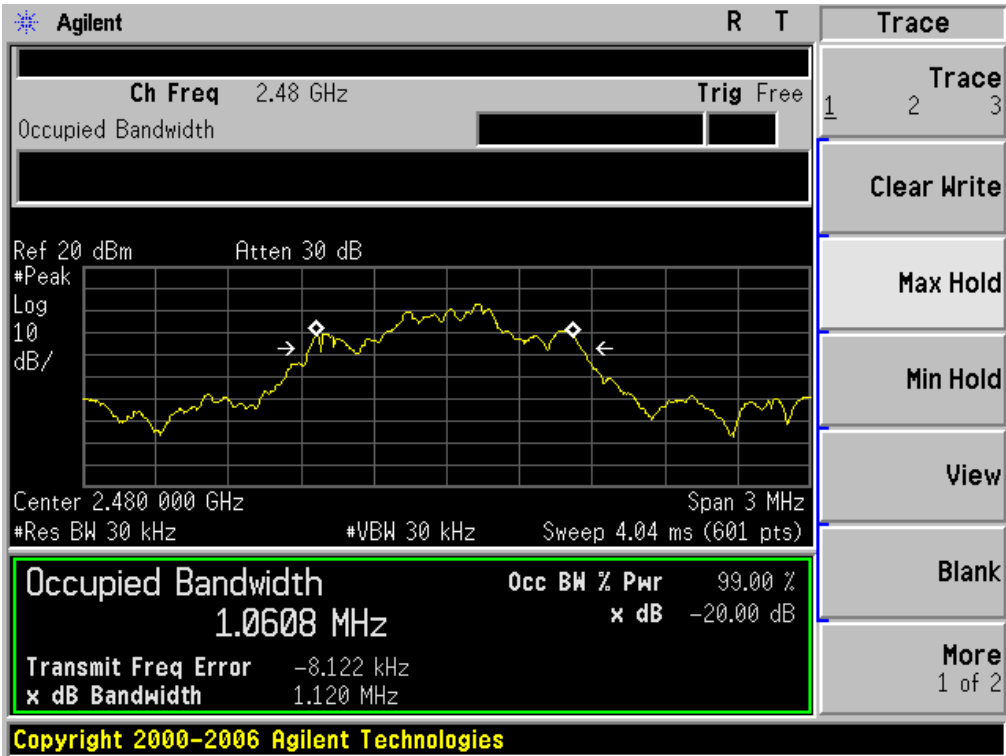 Agilent R T Trace
Ch Freq 2.48 GHz Trig Free
Occupied Bandwidth
Trace
1 2 3
Clear Write
Max Hold
Min Hold
View
Blank
More
1 of 2
Ref 20 dBm Atten 30 dB
#Peak
Log
10
dB/
Center 2.480 000 GHz Span 3 MHz
#Res BW 30 kHz #VBW 30 kHz Sweep 4.04 ms (601 pts)
Occupied Bandwidth Occ BW % Pwr 99.00 %
1.0608 MHz x dB -20.00 dB
Transmit Freq Error -8.122 kHz
x dB Bandwidth 1.120 MHz
Copyright 2000-2006 Agilent Technologies